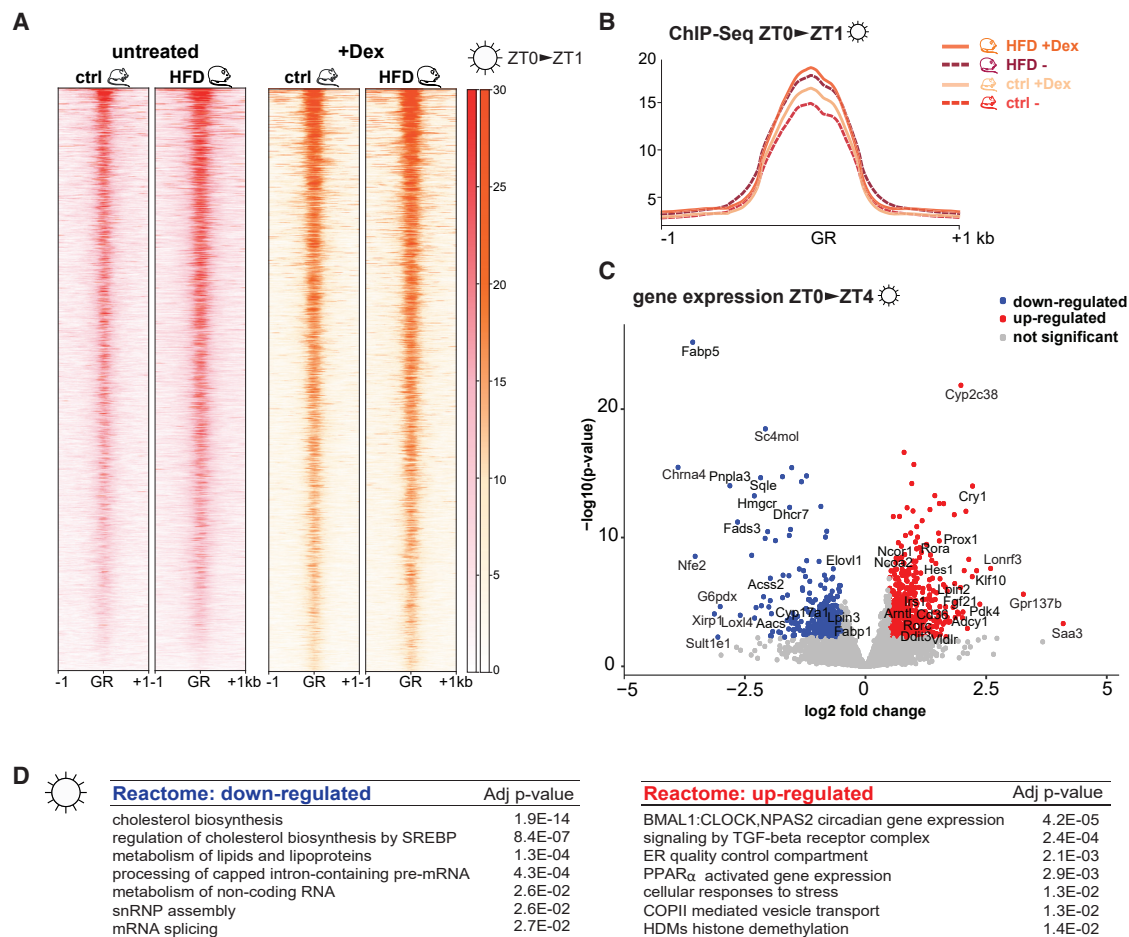 A
untreated
+Dex
ZT0►ZT1
ctrl
HFD
ctrl
HFD
30
25
20
15
10
5
0
-1 GR +1-1 GR +1kb
-1 GR +1-1 GR +1kb
B
ChIP-Seq ZT0►ZT1
HFD +Dex
HFD -
ctrl +Dex
ctrl -
20
15
10
5
-1 GR +1 kb
C
gene expression ZT0►ZT4
down-regulated
up-regulated
not significant
−log10(p-value)
20
10
0
Fabp5
Cyp2c38
Sc4mol
Chrna4
Pnpla3
Sqle
Hmgcr
Cry1
Dhcr7
Fads3
Prox1
Ncor1
Rora
Ncoa2
Elovl1
Lonrf3
Nfe2
Hes1
Klf10
Acss2
Lpin2
G6pdx
Irs1
Fgf21
Gpr137b
Cyp17a1
Lpin3
Arntl
Cd36
Pdk4
Xirp1
Loxl4
Aacs
Fabp1
Rorc
Adcy1
Saa3
Sult1e1
Ddit3
Vldlr
−5 −2.5 0 2.5 5
log2 fold change
D
Reactome: down-regulated Adj p-value
cholesterol biosynthesis 1.9E-14
regulation of cholesterol biosynthesis by SREBP 8.4E-07
metabolism of lipids and lipoproteins 1.3E-04
processing of capped intron-containing pre-mRNA 4.3E-04
metabolism of non-coding RNA 2.6E-02
snRNP assembly 2.6E-02
mRNA splicing 2.7E-02
Reactome: up-regulated Adj p-value
BMAL1:CLOCK,NPAS2 circadian gene expression 4.2E-05
signaling by TGF-beta receptor complex 2.4E-04
ER quality control compartment 2.1E-03
PPARα activated gene expression 2.9E-03
cellular responses to stress 1.3E-02
COPII mediated vesicle transport 1.3E-02
HDMs histone demethylation 1.4E-02